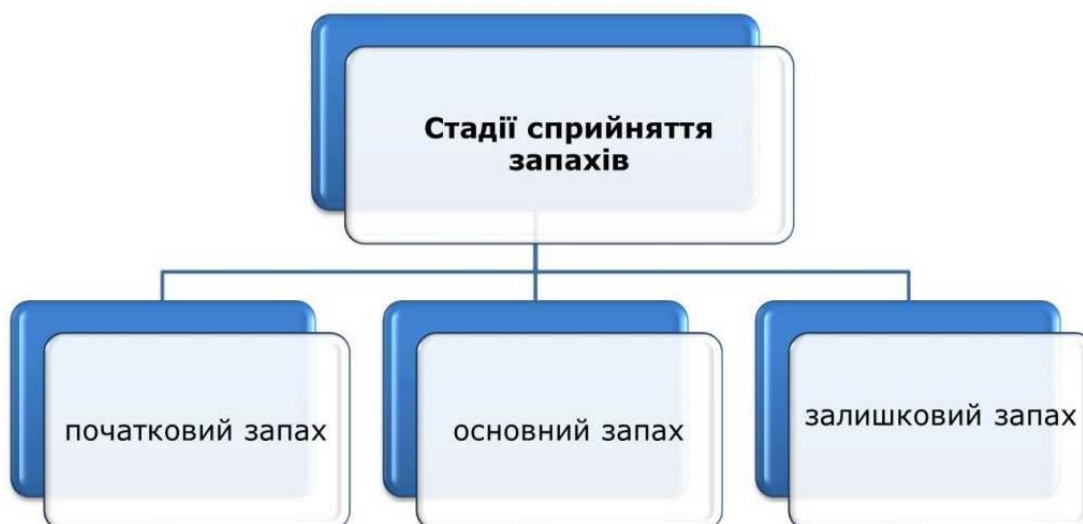 Стадії сприйняття
запахів
початковий запах
основний запах
залишковий запах